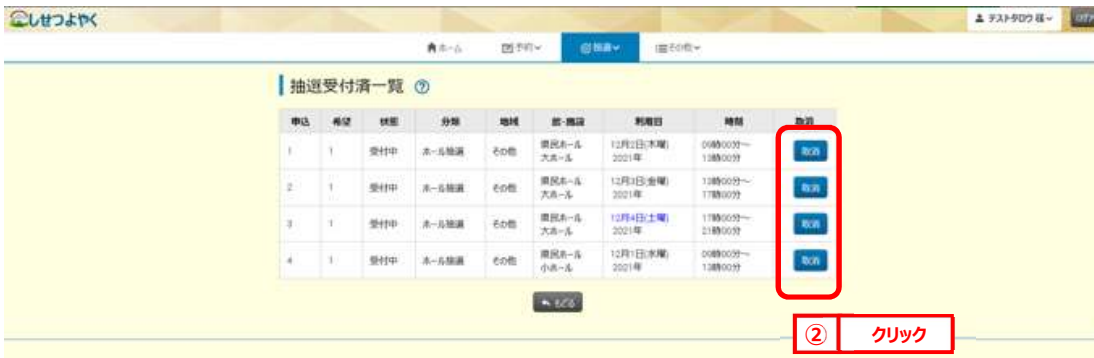 しせつよやく
テストタロウ 様
ホーム 予約 抽選 その他
抽選受付済一覧
申込 希望 状態 分類 地域 館・施設 利用日 時間 取消
1 1 受付中 ホール抽選 その他 県民ホール 大ホール 12月2日(木曜) 2021年 09時00分～ 12時00分 取消
2 1 受付中 ホール抽選 その他 県民ホール 大ホール 12月3日(金曜) 2021年 13時00分～ 17時00分 取消
3 1 受付中 ホール抽選 その他 県民ホール 大ホール 12月4日(土曜) 2021年 17時00分～ 21時00分 取消
4 1 受付中 ホール抽選 その他 県民ホール 小ホール 12月1日(水曜) 2021年 09時00分～ 12時00分 取消
もどる
② クリック